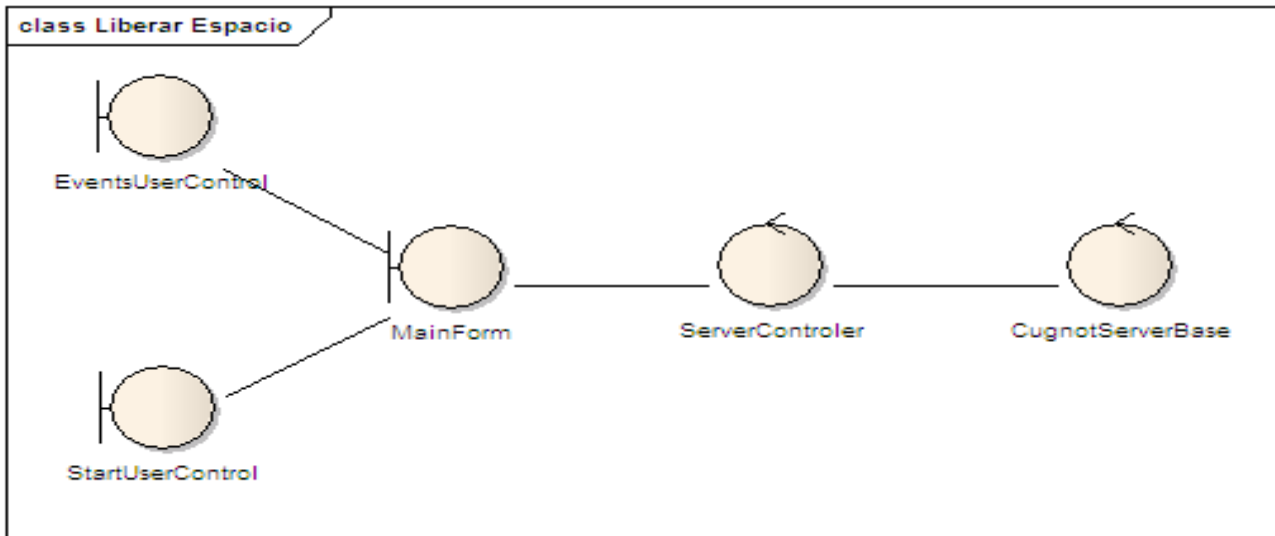 class Liberar Espacio
EventsUserControl
MainForm
ServerControler
CugnotServerBase
StartUserControl